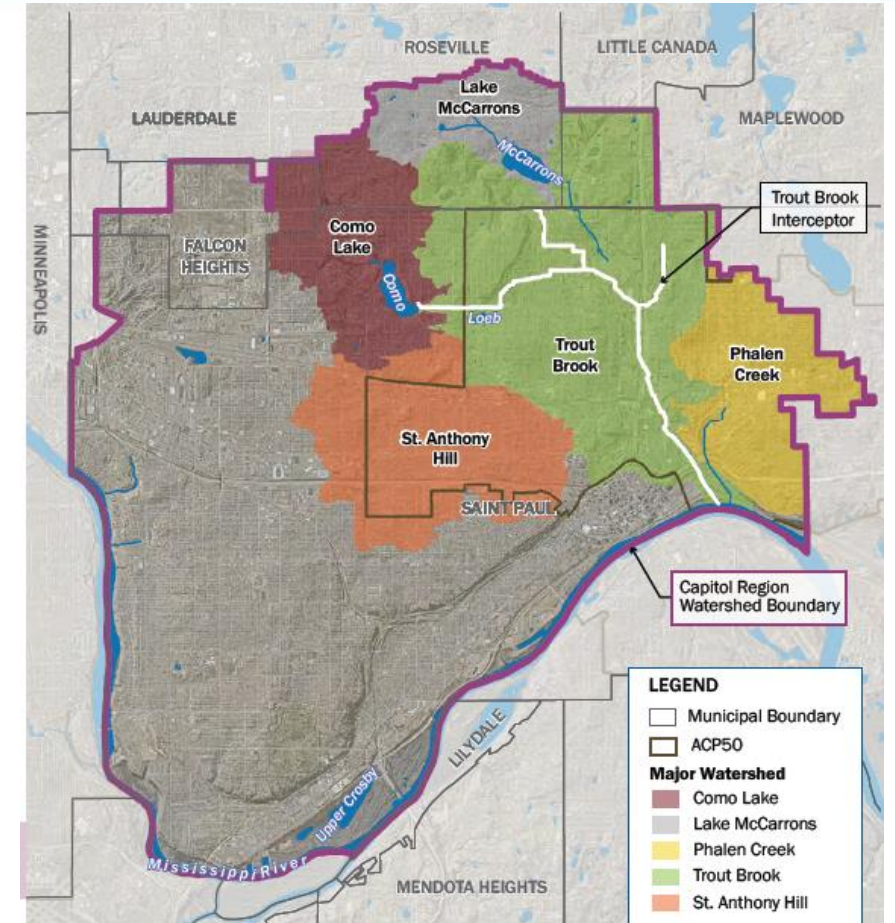 ROSEVILLE
LITTLE CANADA
Lake
McCarrons
LAUDERDALE
MAPLEWOOD
McCarrons
Trout Brook
Interceptor
MINNEAPOLIS
FALCON
HEIGHTS
Como
Lake
Como
Loeb
Trout
Brook
Phalen
Creek
St. Anthony
Hill
SAINT PAUL
Capitol Region
Watershed Boundary
LILYDALE
Upper Crosby
Mississippi River
MENDOTA HEIGHTS
LEGEND
Municipal Boundary
ACP50
Major Watershed
Como Lake
Lake McCarrons
Phalen Creek
Trout Brook
St. Anthony Hill